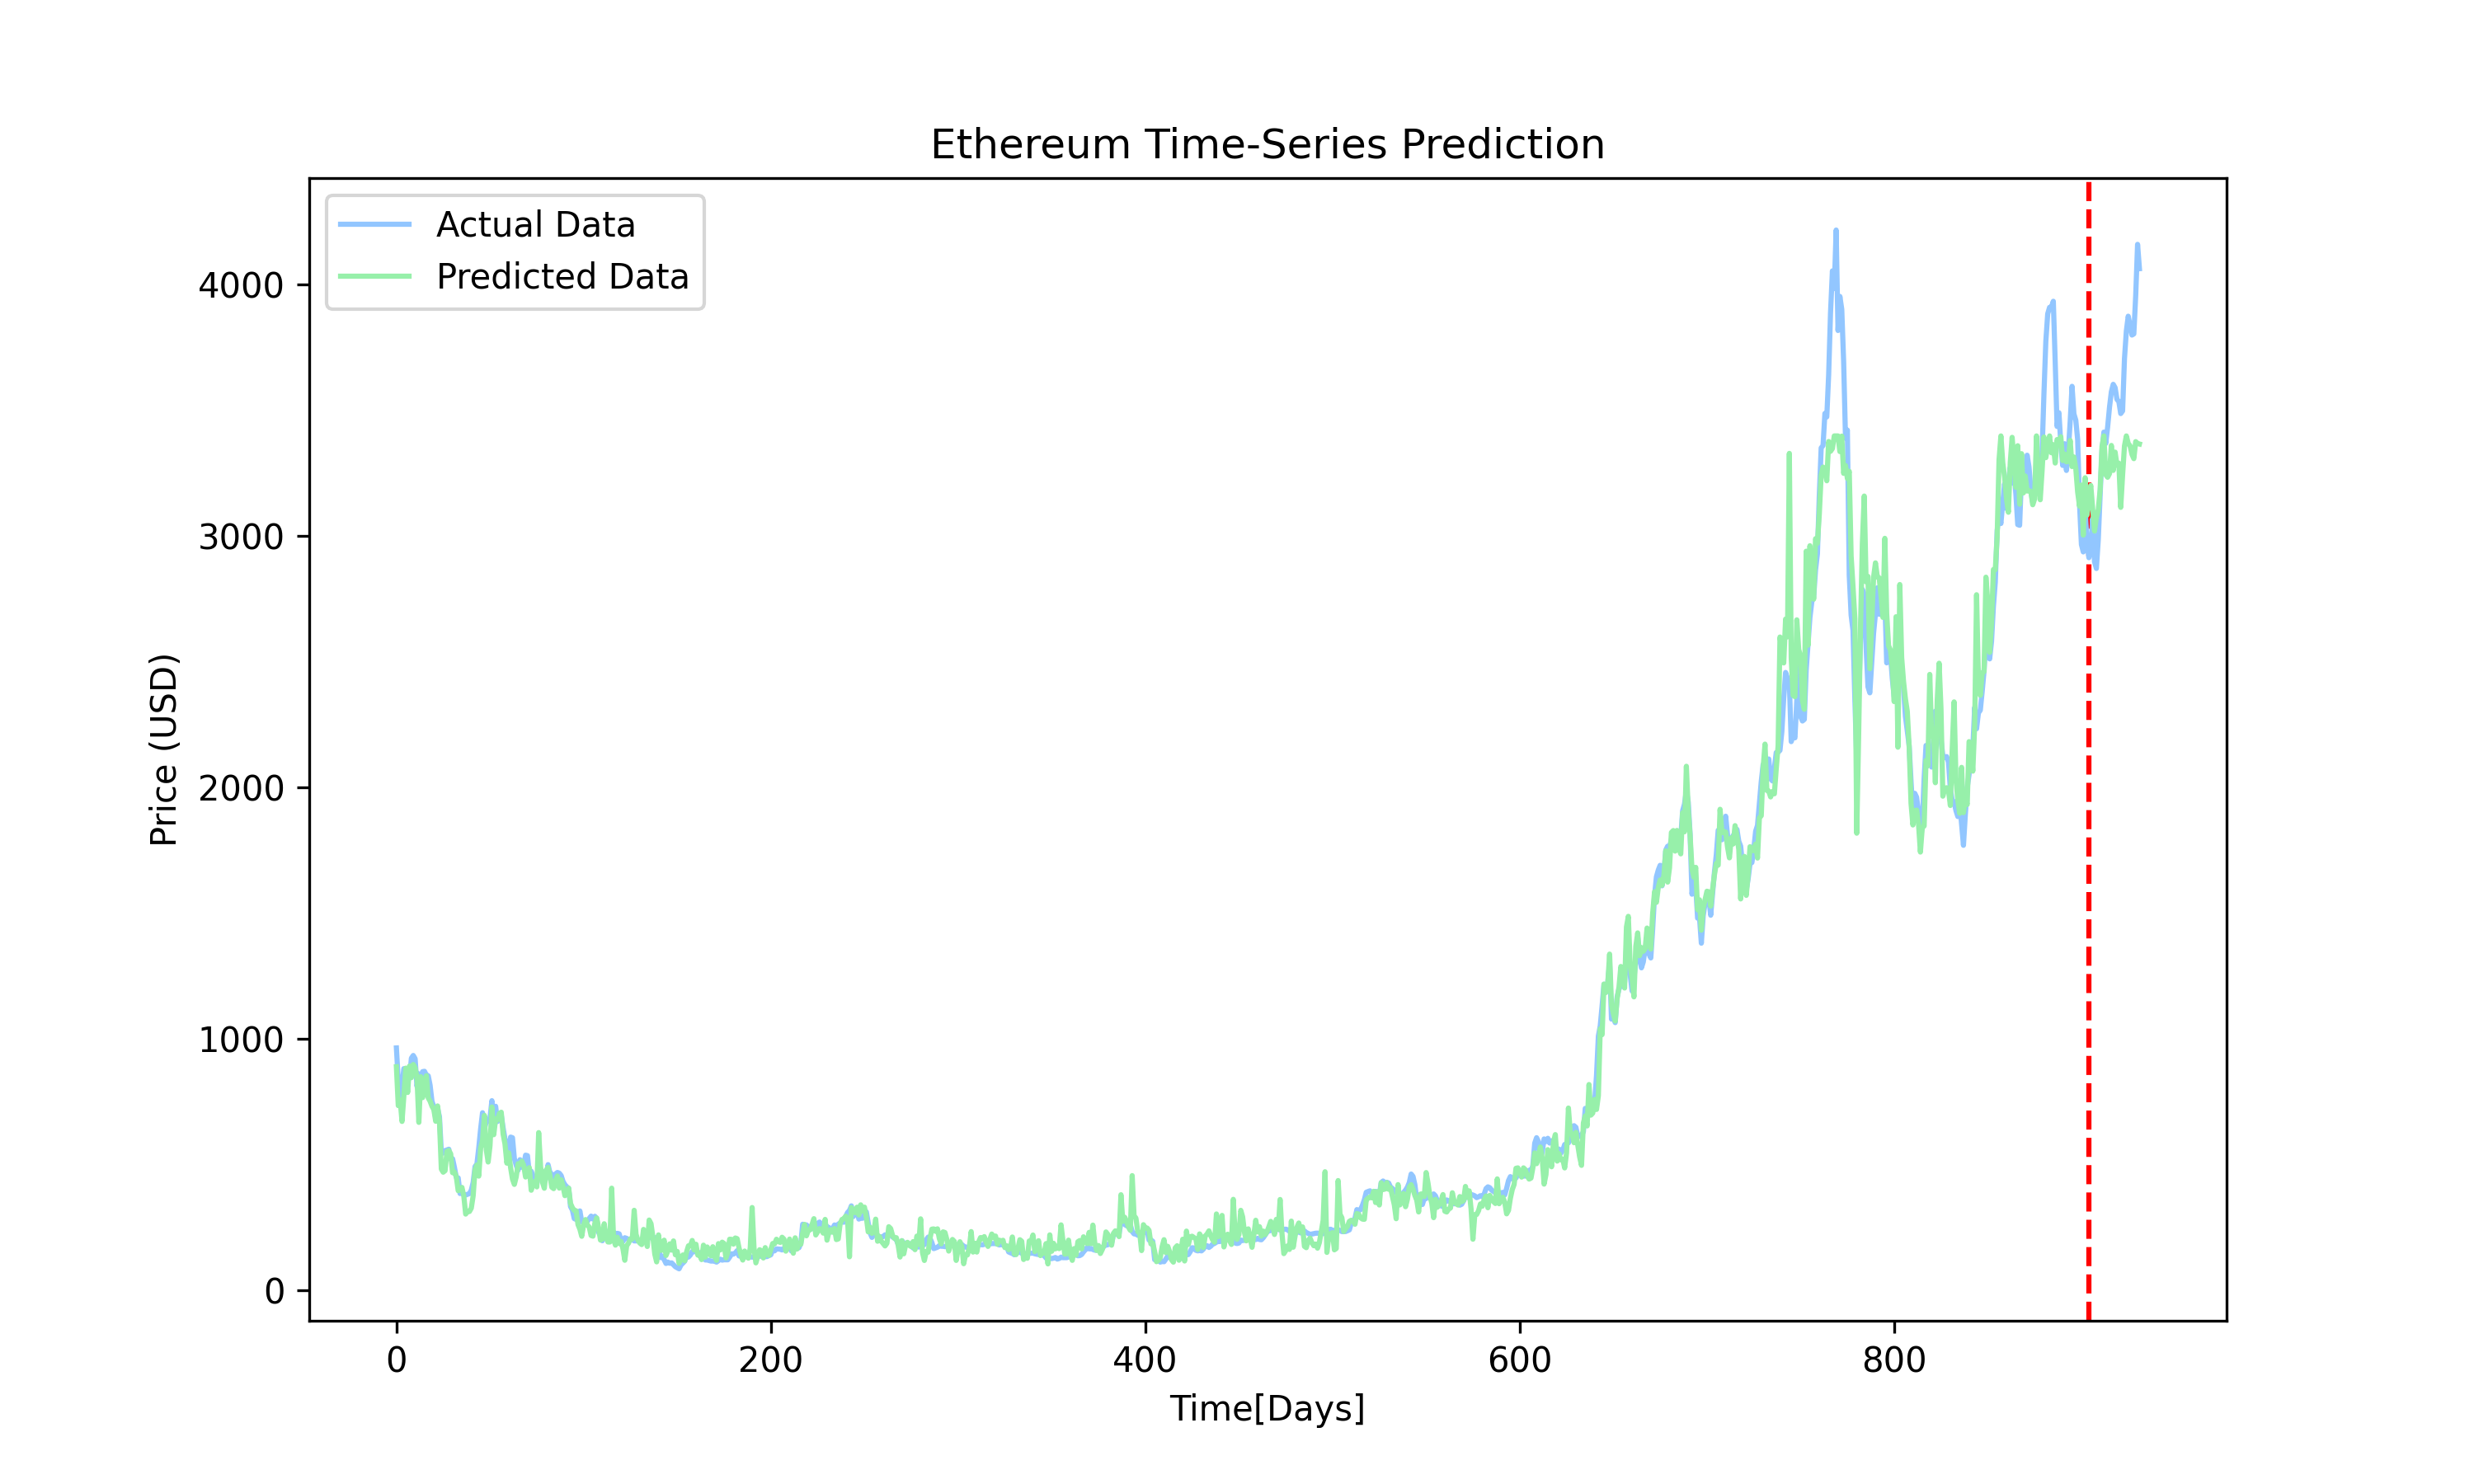 Ethereum Time-Series Prediction
Actual Data
Predicted Data
4000
3000
2000
1000
0
Price (USD)
0 200 400 600 800
Time[Days]